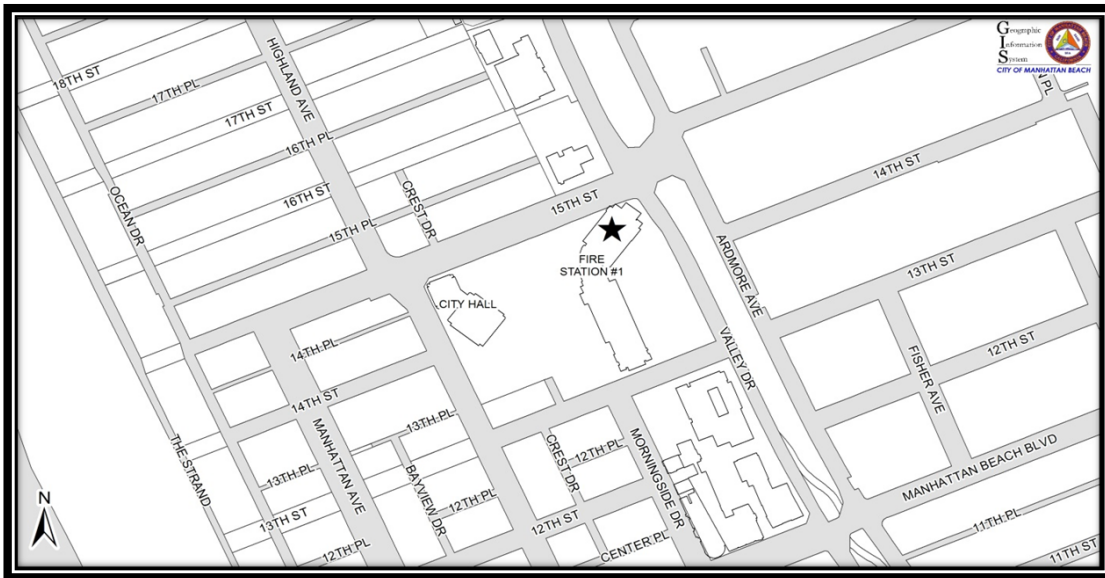 Geographic
Information
System
CITY OF MANHATTAN BEACH
18TH ST
17TH PL
17TH ST
HIGHLAND AVE
16TH PL
16TH ST
OCEAN DR
CREST DR
15TH PL
15TH ST
14TH ST
ARDMORE AVE
13TH ST
FIRE
STATION #1
CITY HALL
14TH PL
14TH ST
VALLEY DR
12TH ST
FISHER AVE
THE STRAND
MANHATTAN AVE
13TH PL
13TH PL
BAYVIEW DR
CREST DR
12TH PL
MORNINGSIDE DR
MANHATTAN BEACH BLVD
12TH PL
13TH ST
12TH ST
11TH PL
12TH PL
CENTER PL
11TH ST
N